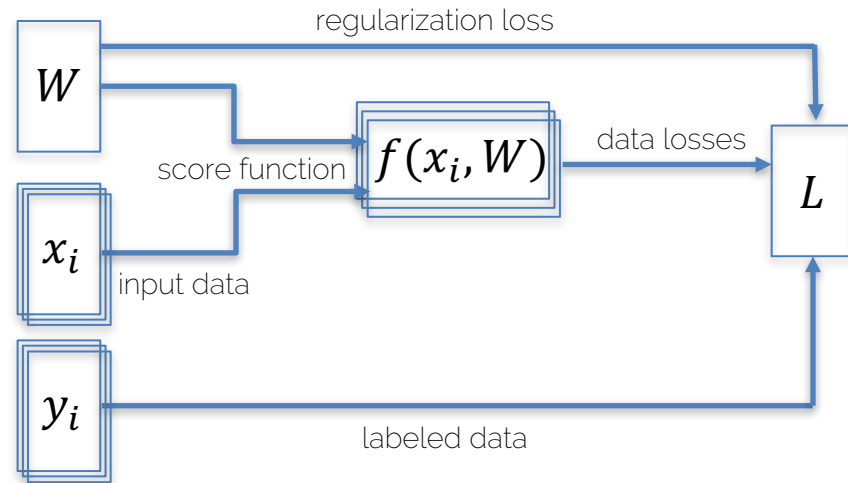 regularization loss
W
f(x_i, W)
data losses
score function
L
x_i
input data
y_i
labeled data